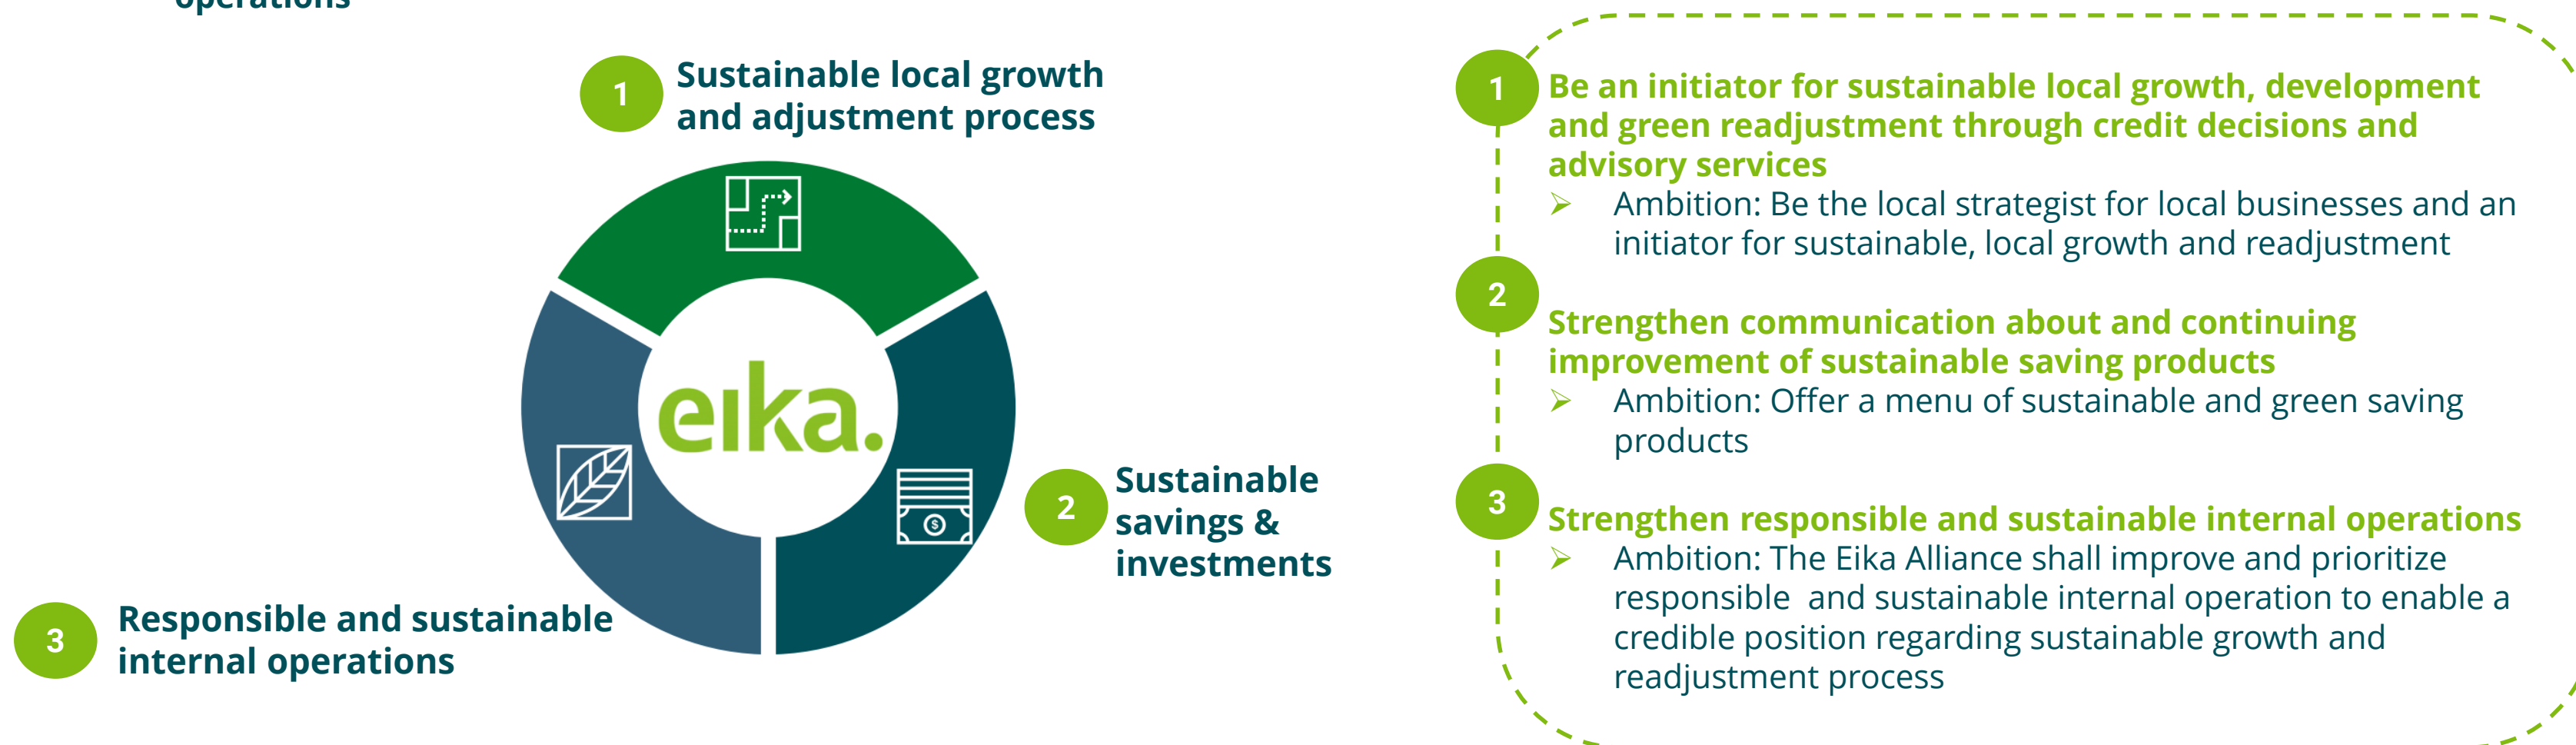 operations
1
Sustainable local growth
and adjustment process
eika.
2
Sustainable
savings &
investments
3
Responsible and sustainable
internal operations
1
Be an initiator for sustainable local growth, development
and green readjustment through credit decisions and
advisory services
➢ Ambition: Be the local strategist for local businesses and an
initiator for sustainable, local growth and readjustment
2
Strengthen communication about and continuing
improvement of sustainable saving products
➢ Ambition: Offer a menu of sustainable and green saving
products
3
Strengthen responsible and sustainable internal operations
➢ Ambition: The Eika Alliance shall improve and prioritize
responsible  and sustainable internal operation to enable a
credible position regarding sustainable growth and
readjustment process